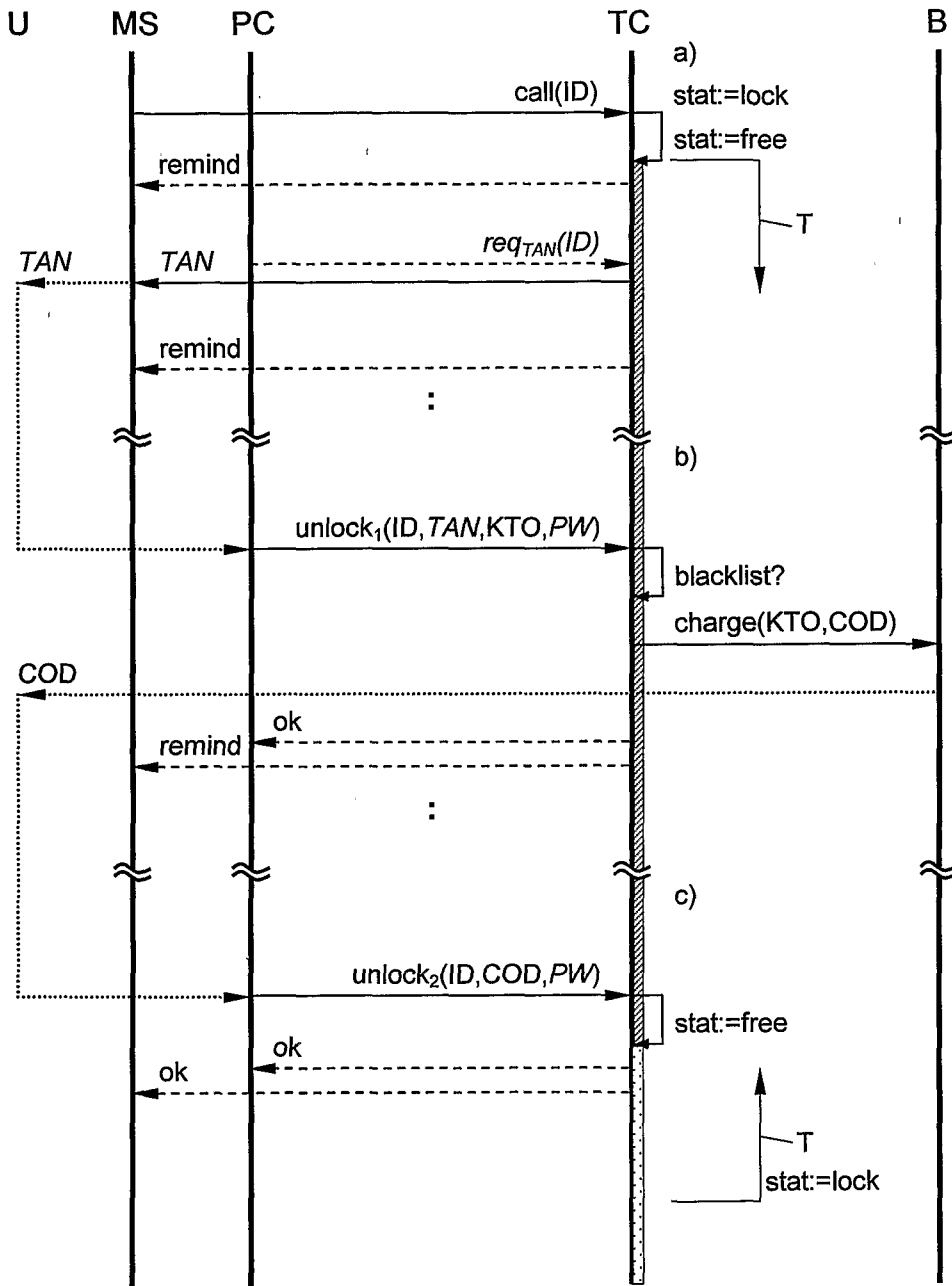 U MS PC TC B
a)
call(ID)
stat:=lock
stat:=free
remind
T
req_TAN(ID)
TAN TAN
remind
:
b)
unlock₁(ID,TAN,KTO,PW)
blacklist?
charge(KTO,COD)
COD
ok
remind
:
c)
unlock₂(ID,COD,PW)
stat:=free
ok
ok
T
stat:=lock